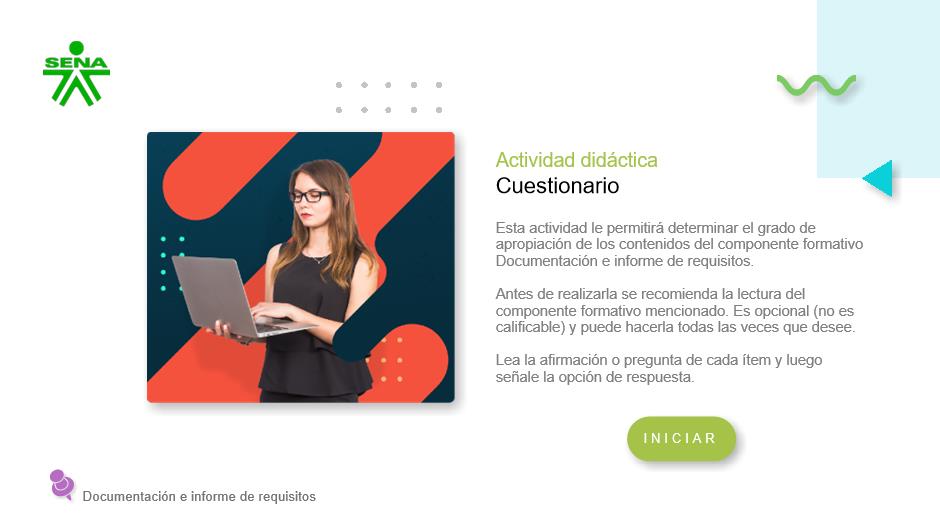 SENA
Actividad didáctica
Cuestionario
Esta actividad le permitirá determinar el grado de
apropiación de los contenidos del componente formativo
Documentación e informe de requisitos.
Antes de realizarla se recomienda la lectura del
componente formativo mencionado. Es opcional (no es
calificable) y puede hacerla todas las veces que desee.
Lea la afirmación o pregunta de cada ítem y luego
señale la opción de respuesta.
INICIAR
Documentación e informe de requisitos